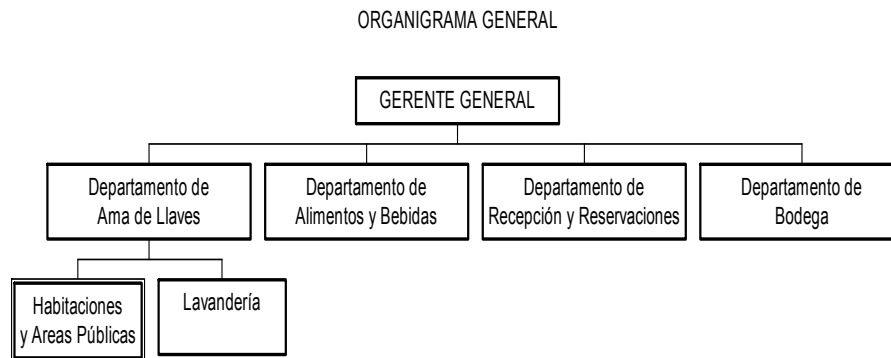 ORGANIGRAMA GENERAL
GERENTE GENERAL
Departamento de
Ama de Llaves
Departamento de
Alimentos y Bebidas
Departamento de
Recepción y Reservaciones
Departamento de
Bodega
Habitaciones
y Areas Públicas
Lavandería